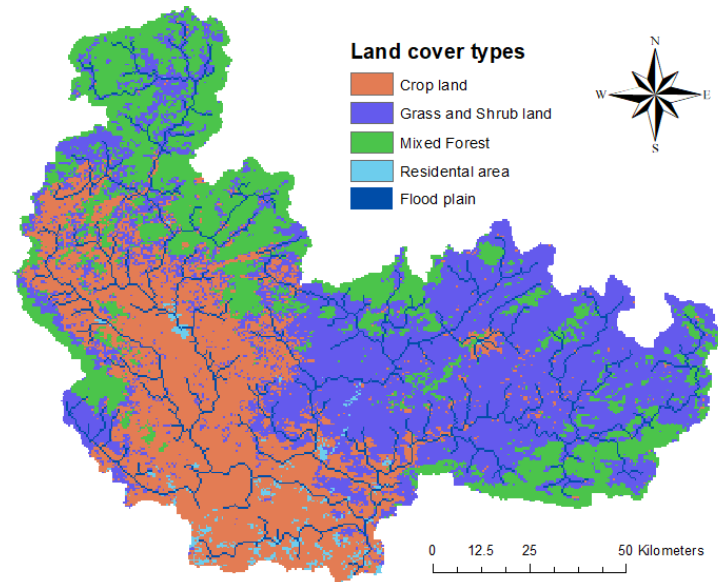 Land cover types
Crop land
Grass and Shrub land
Mixed Forest
Residental area
Flood plain
N
W E
S
0 12.5 25 50 Kilometers